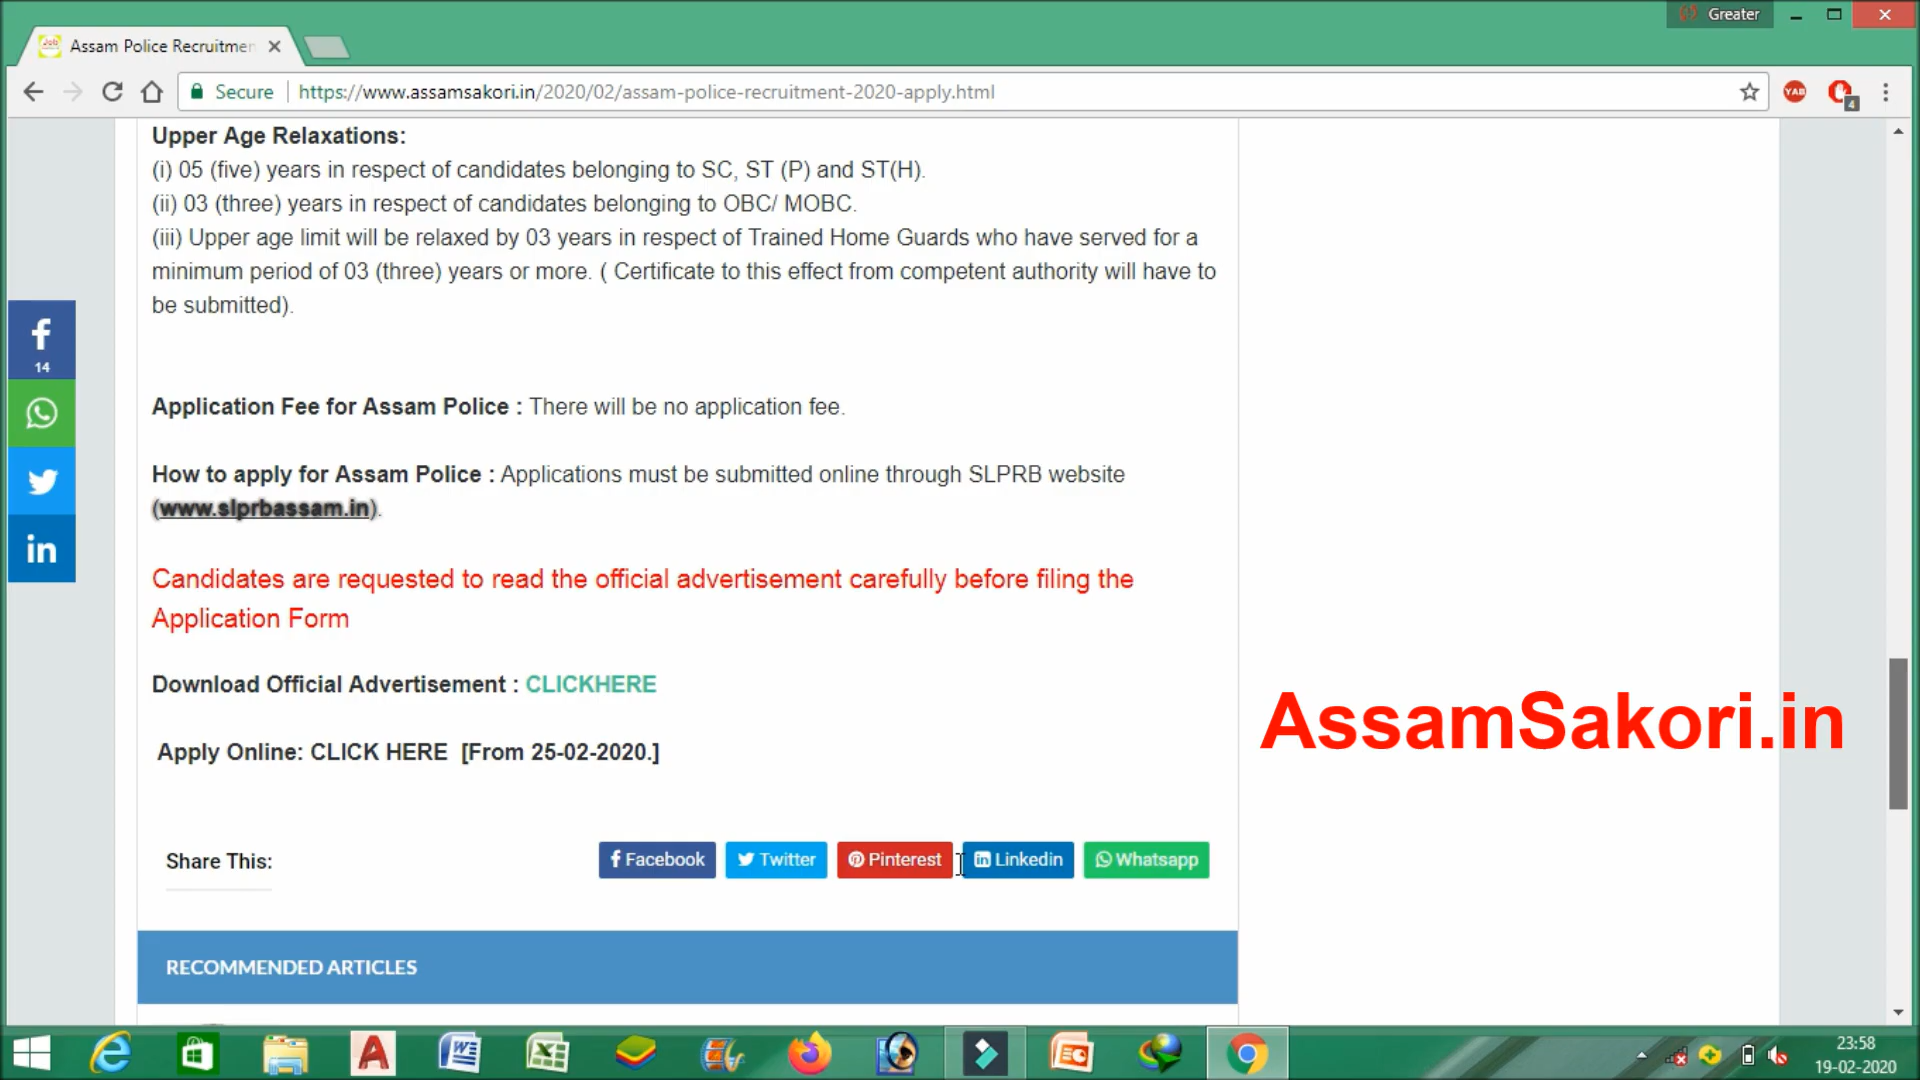 Greater
Assam Police Recruitmen
Secure
https://www.assamsakori.in/2020/02/assam-police-recruitment-2020-apply.html
YAB
4
Upper Age Relaxations:
(i) 05 (five) years in respect of candidates belonging to SC, ST (P) and ST(H).
(ii) 03 (three) years in respect of candidates belonging to OBC/ MOBC.
(iii) Upper age limit will be relaxed by 03 years in respect of Trained Home Guards who have served for a
minimum period of 03 (three) years or more. ( Certificate to this effect from competent authority will have to
be submitted).
14
Application Fee for Assam Police : There will be no application fee.
How to apply for Assam Police : Applications must be submitted online through SLPRB website
(www.slprbassam.in).
Candidates are requested to read the official advertisement carefully before filing the
Application Form
Download Official Advertisement : CLICKHERE
AssamSakori.in
Apply Online: CLICK HERE [From 25-02-2020.]
Share This:
Facebook
Twitter
Pinterest
Linkedin
Whatsapp
RECOMMENDED ARTICLES
23:58
19-02-2020